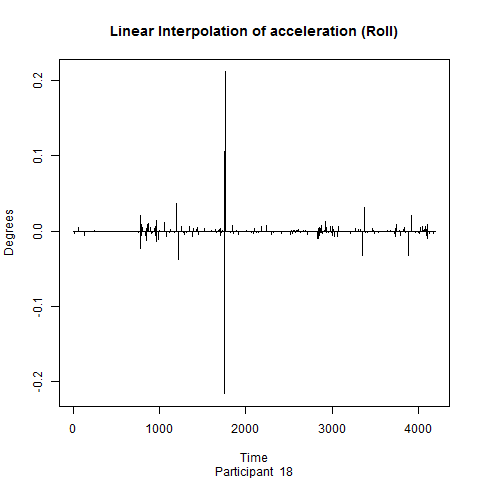 Linear Interpolation of acceleration (Roll)
Degrees
0.2
0.1
0.0
-0.1
-0.2
0 1000 2000 3000 4000
Time
Participant 18